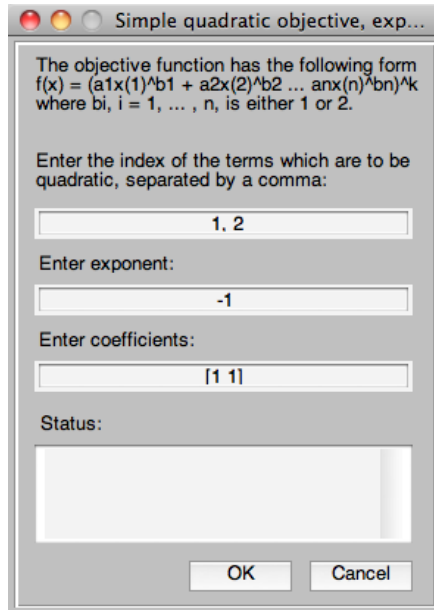 Simple quadratic objective, exp...
The objective function has the following form
f(x) = (a1x(1)^b1 + a2x(2)^b2 ... anx(n)^bn)^k
where bi, i = 1, ... , n, is either 1 or 2.
Enter the index of the terms which are to be
quadratic, separated by a comma:
1, 2
Enter exponent:
-1
Enter coefficients:
[1 1]
Status:
OK Cancel